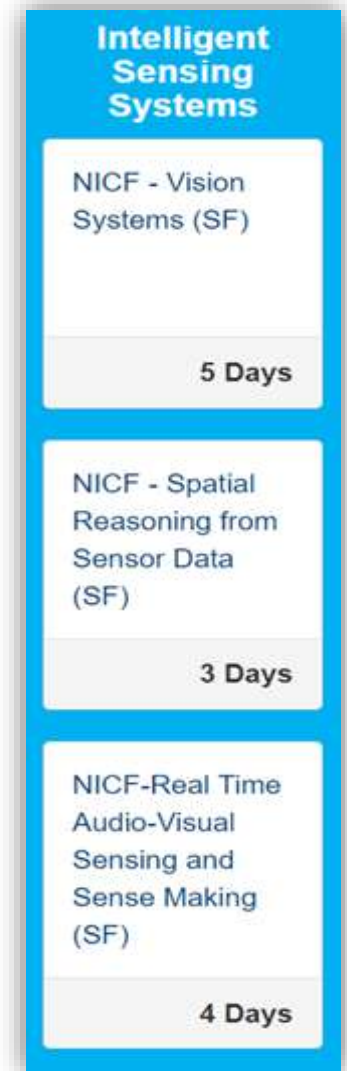 Intelligent
Sensing
Systems
NICF - Vision
Systems (SF)
5 Days
NICF - Spatial
Reasoning from
Sensor Data
(SF)
3 Days
NICF-Real Time
Audio-Visual
Sensing and
Sense Making
(SF)
4 Days